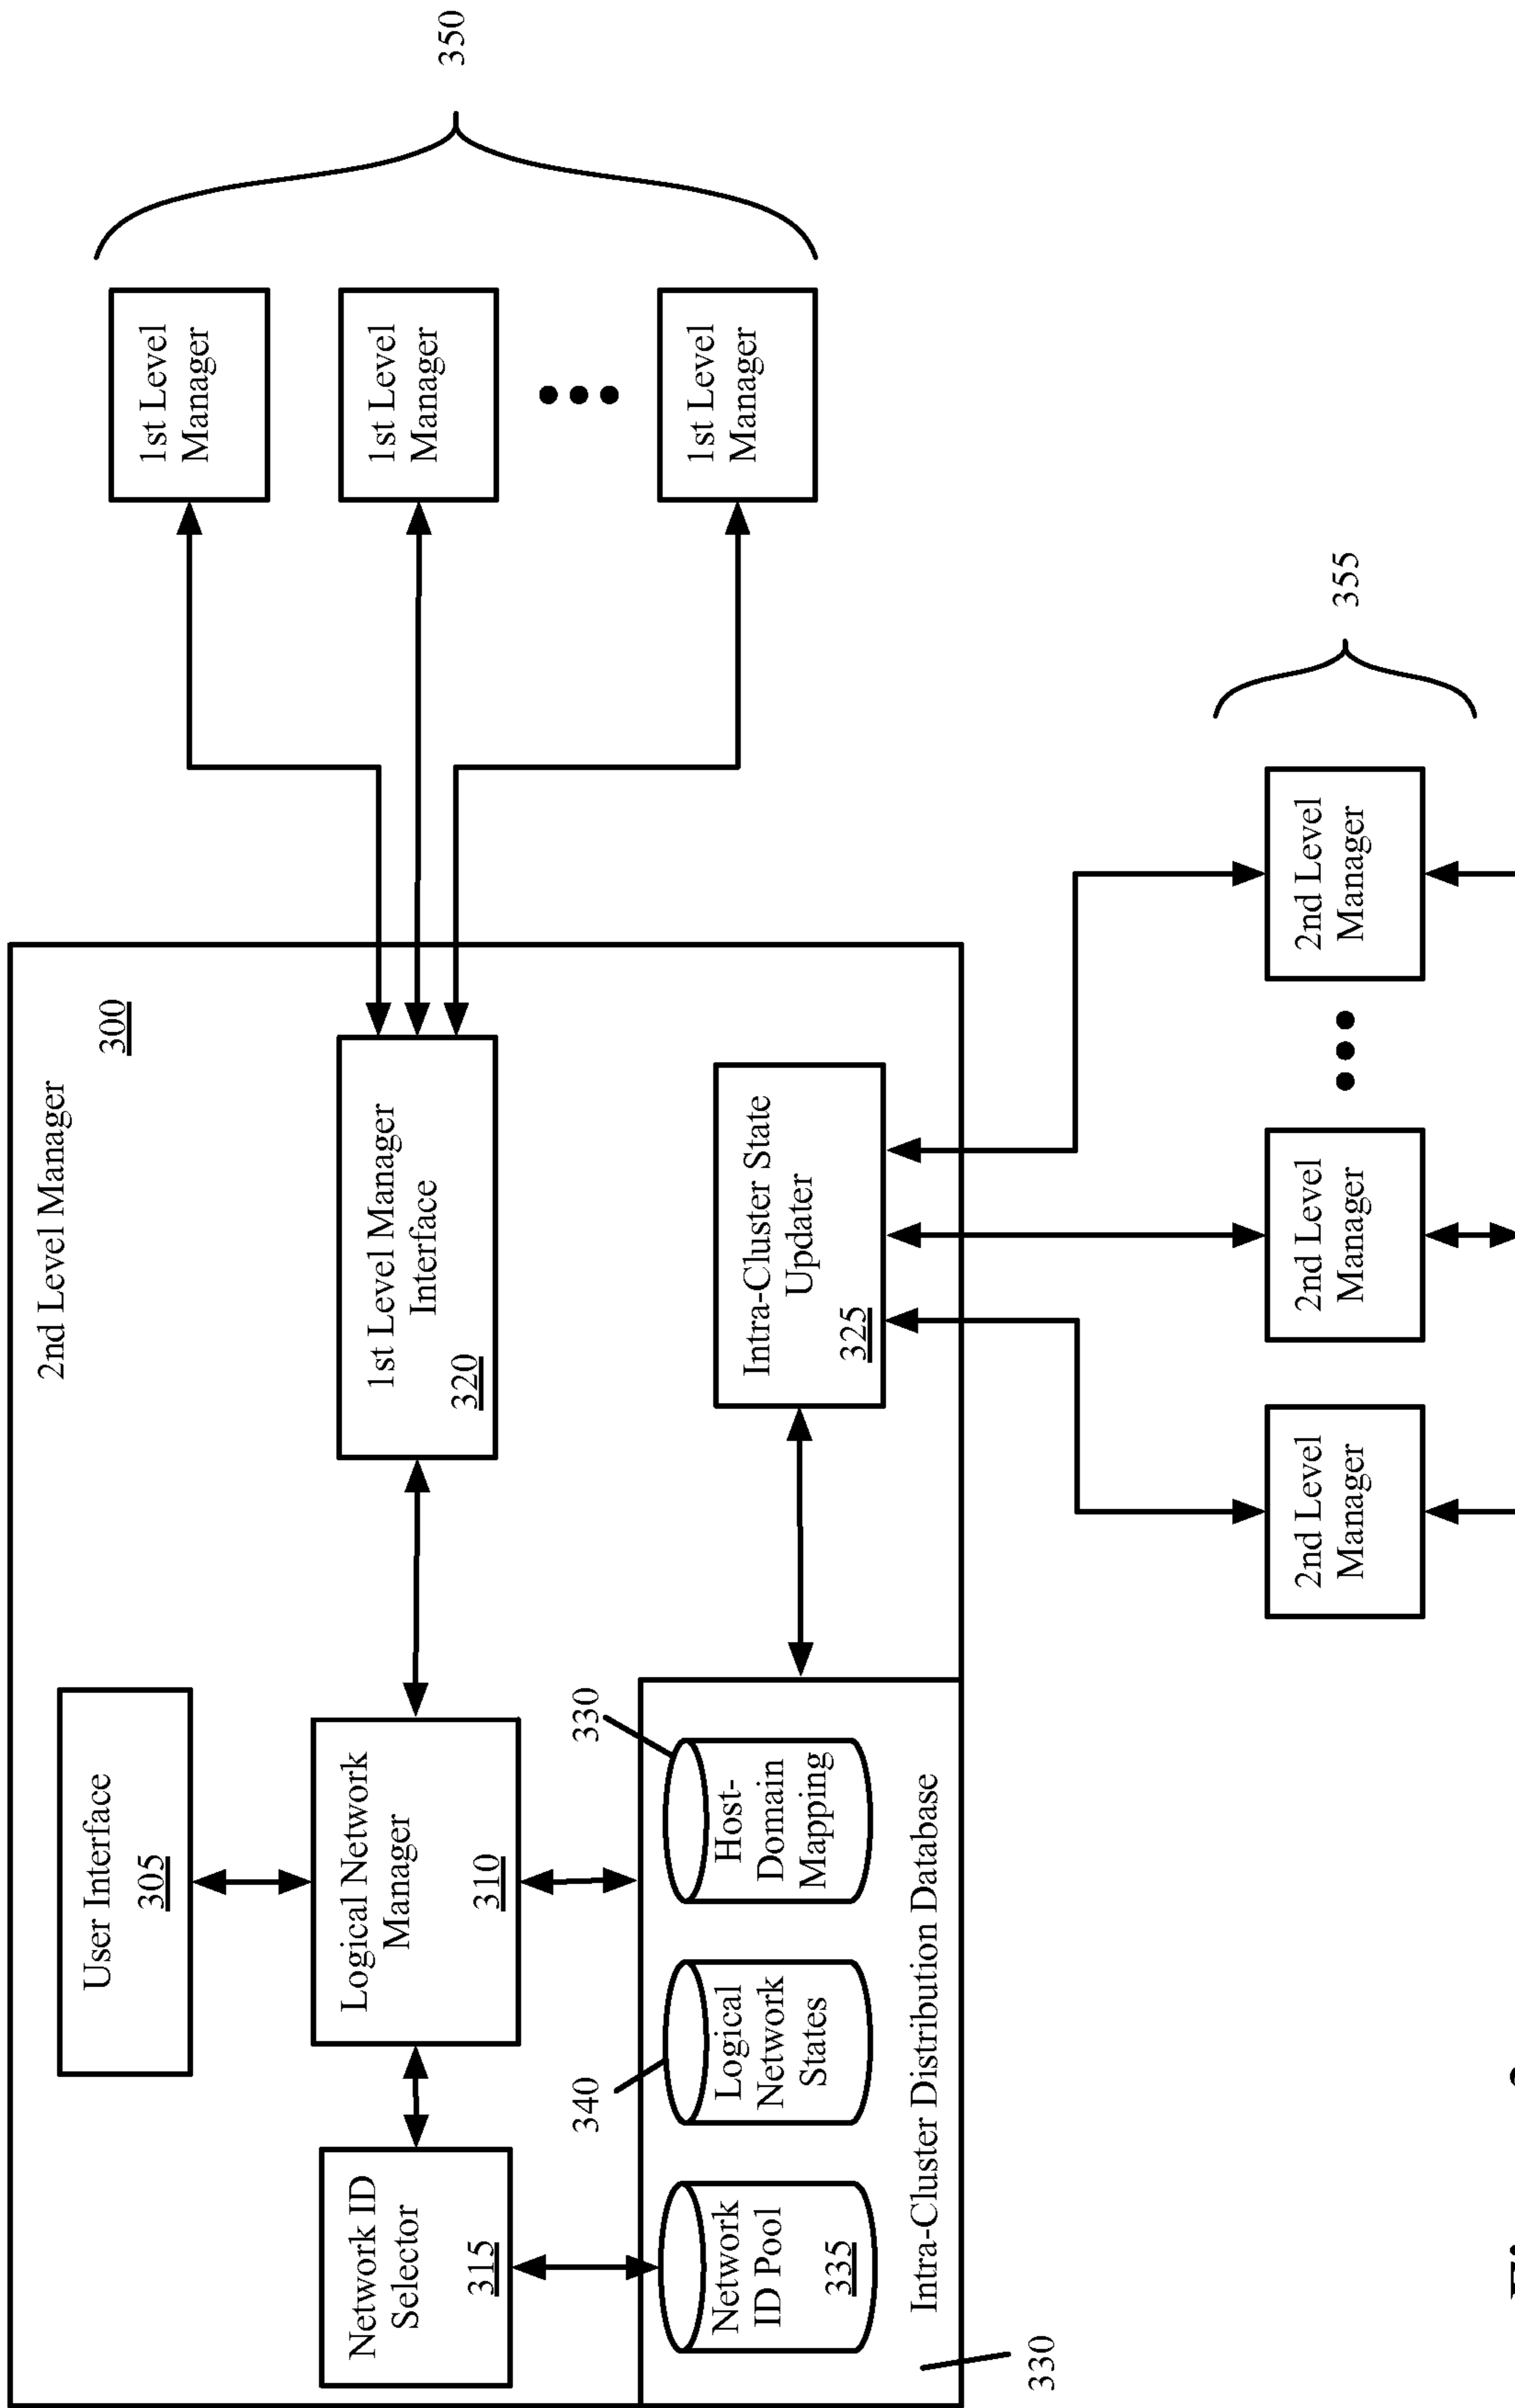 2nd Level Manager
300
User Interface
305
Network ID
Selector
315
Logical Network
Manager
310
1st Level Manager
Interface
320
1st Level
Manager
1st Level
Manager
1st Level
Manager
350
340
330
Network
ID Pool
335
Logical
Network
States
Host-
Domain
Mapping
Intra-Cluster Distribution Database
330
Intra-Cluster State
Updater
325
2nd Level
Manager
2nd Level
Manager
2nd Level
Manager
355